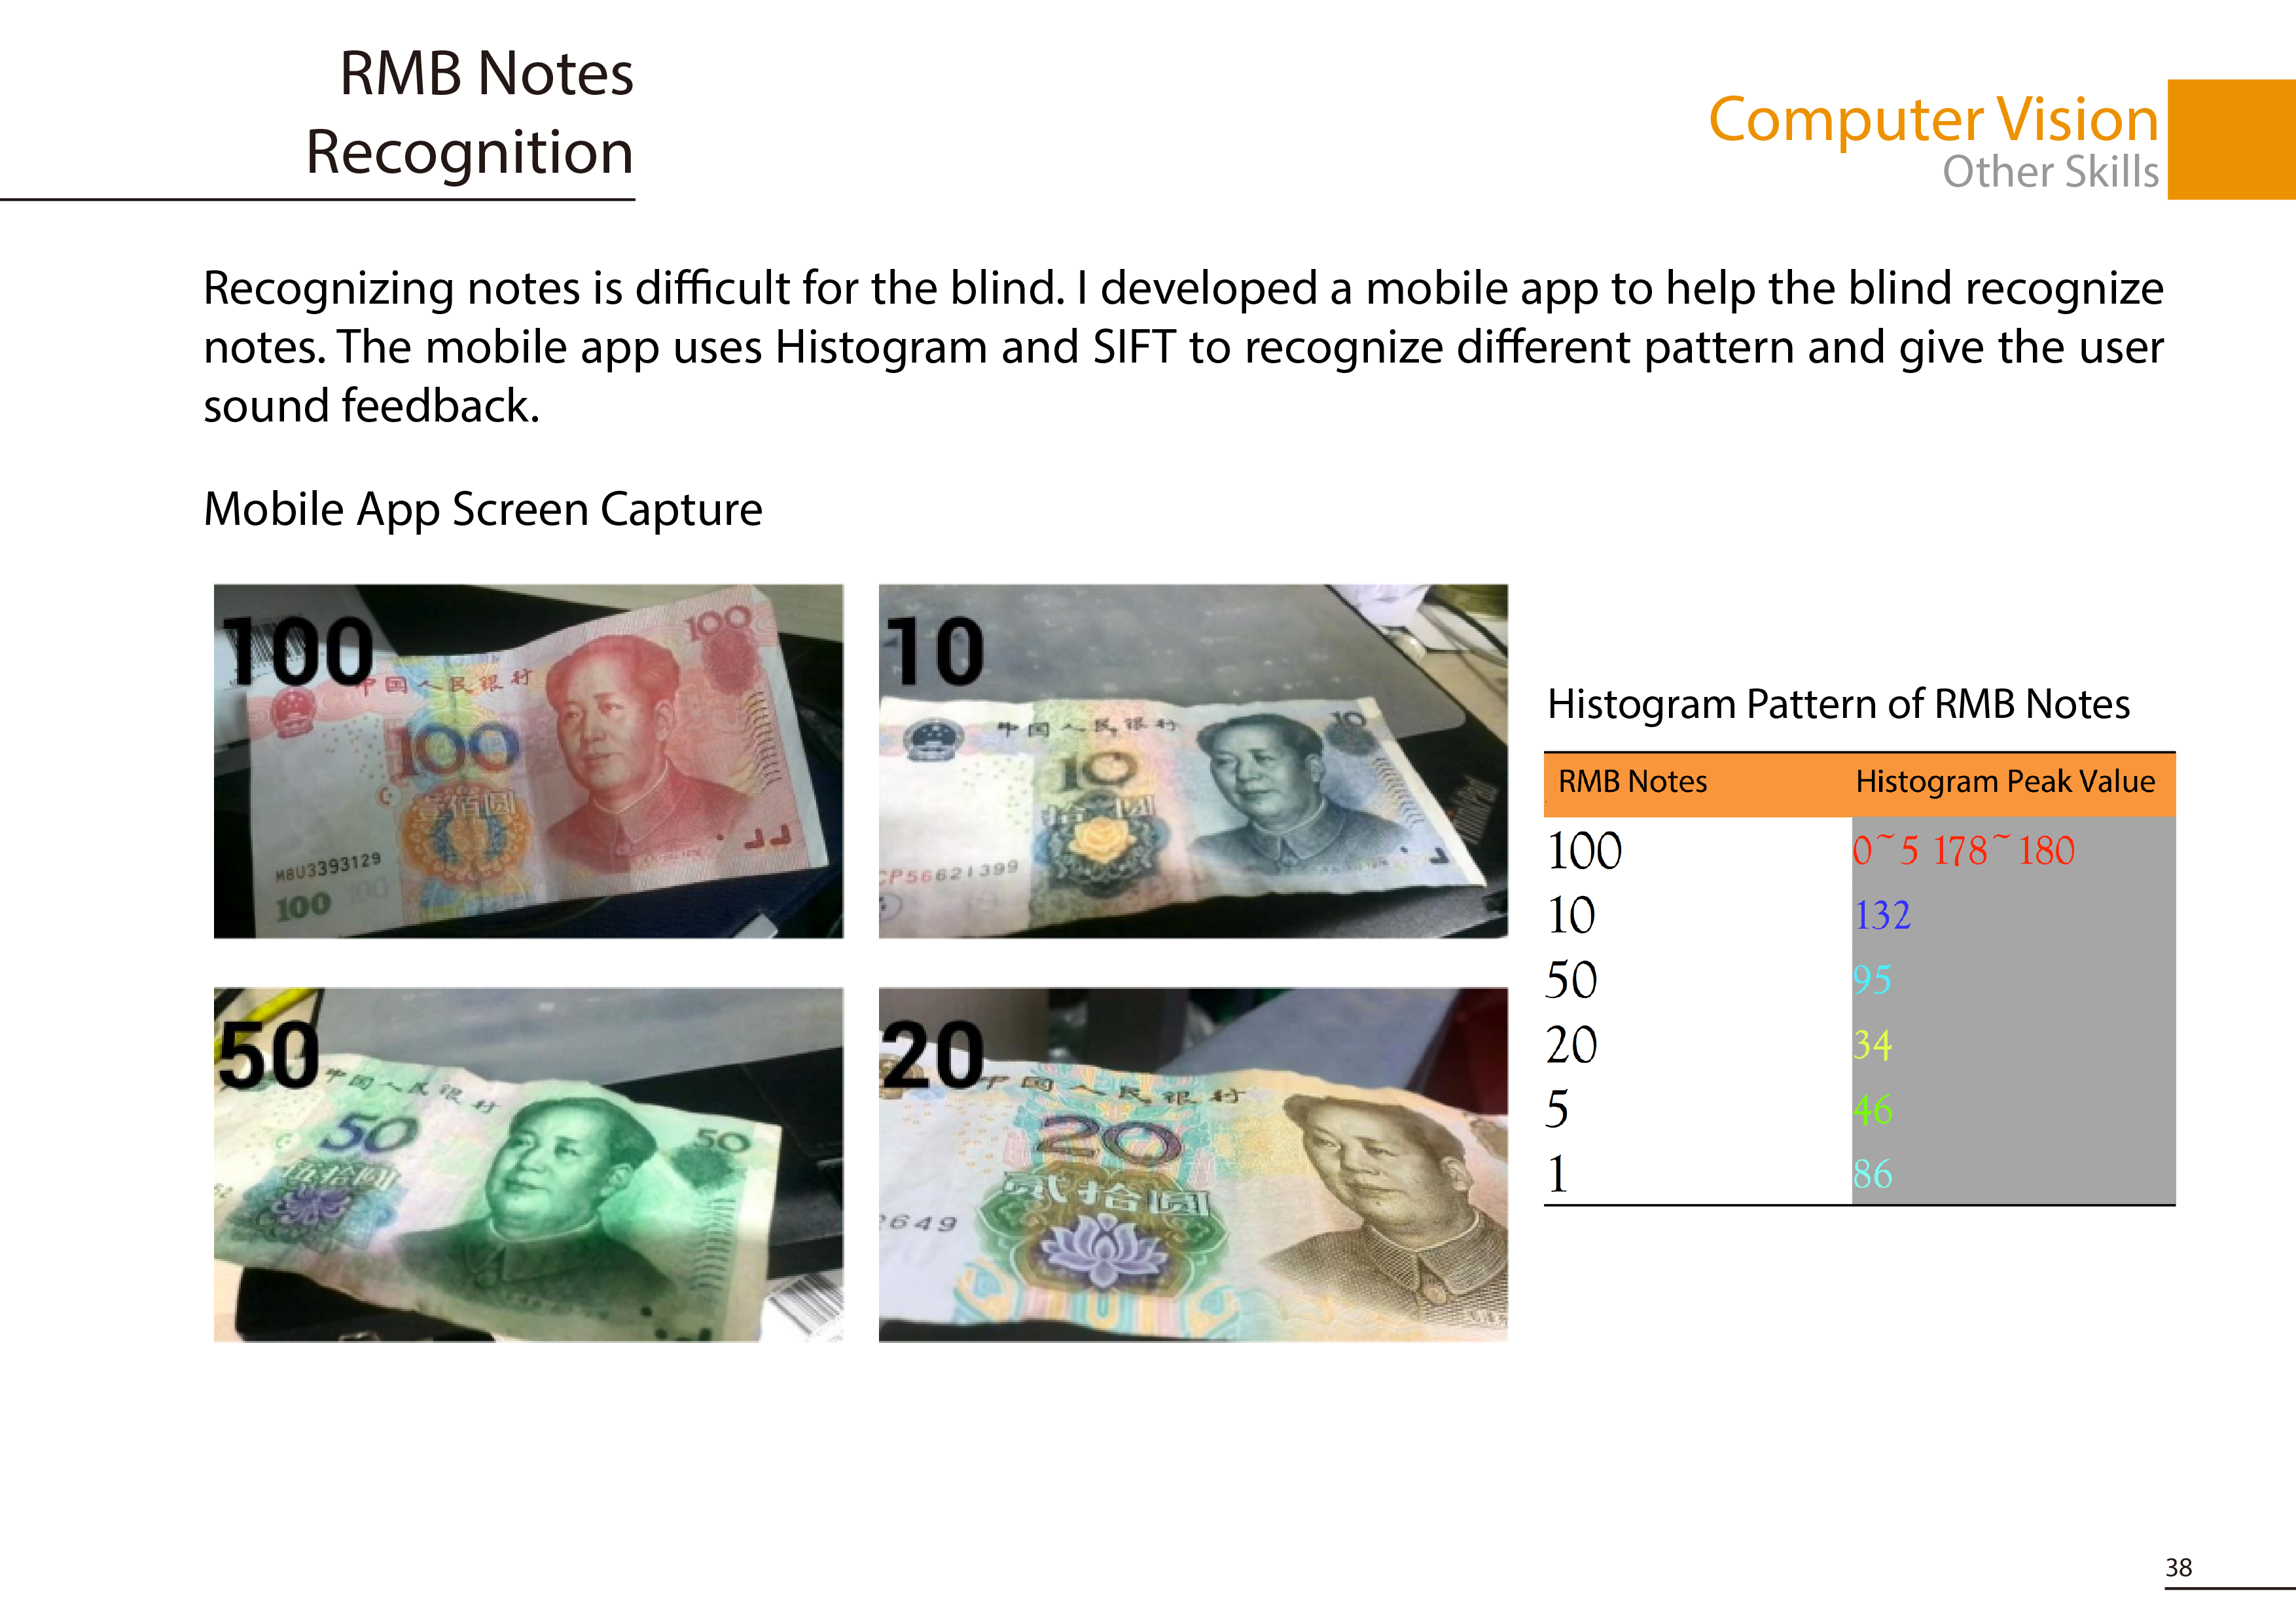 RMB Notes
Recognition
Computer Vision
Other Skills
Recognizing notes is difficult for the blind. I developed a mobile app to help the blind recognize
notes. The mobile app uses Histogram and SIFT to recognize different pattern and give the user
sound feedback.
Mobile App Screen Capture
100
100
中国人民银行
100
壹佰圆
M8U3393129
100
10
10
中国人民银行
10
拾圆
CP56621399
50
中国人民银行
50
50
伍拾圆
20
中国人民银行
20
贰拾圆
2649
Histogram Pattern of RMB Notes
RMB Notes Histogram Peak Value
100 0~5 178~180
10 132
50 95
20 34
5 46
1 86
38